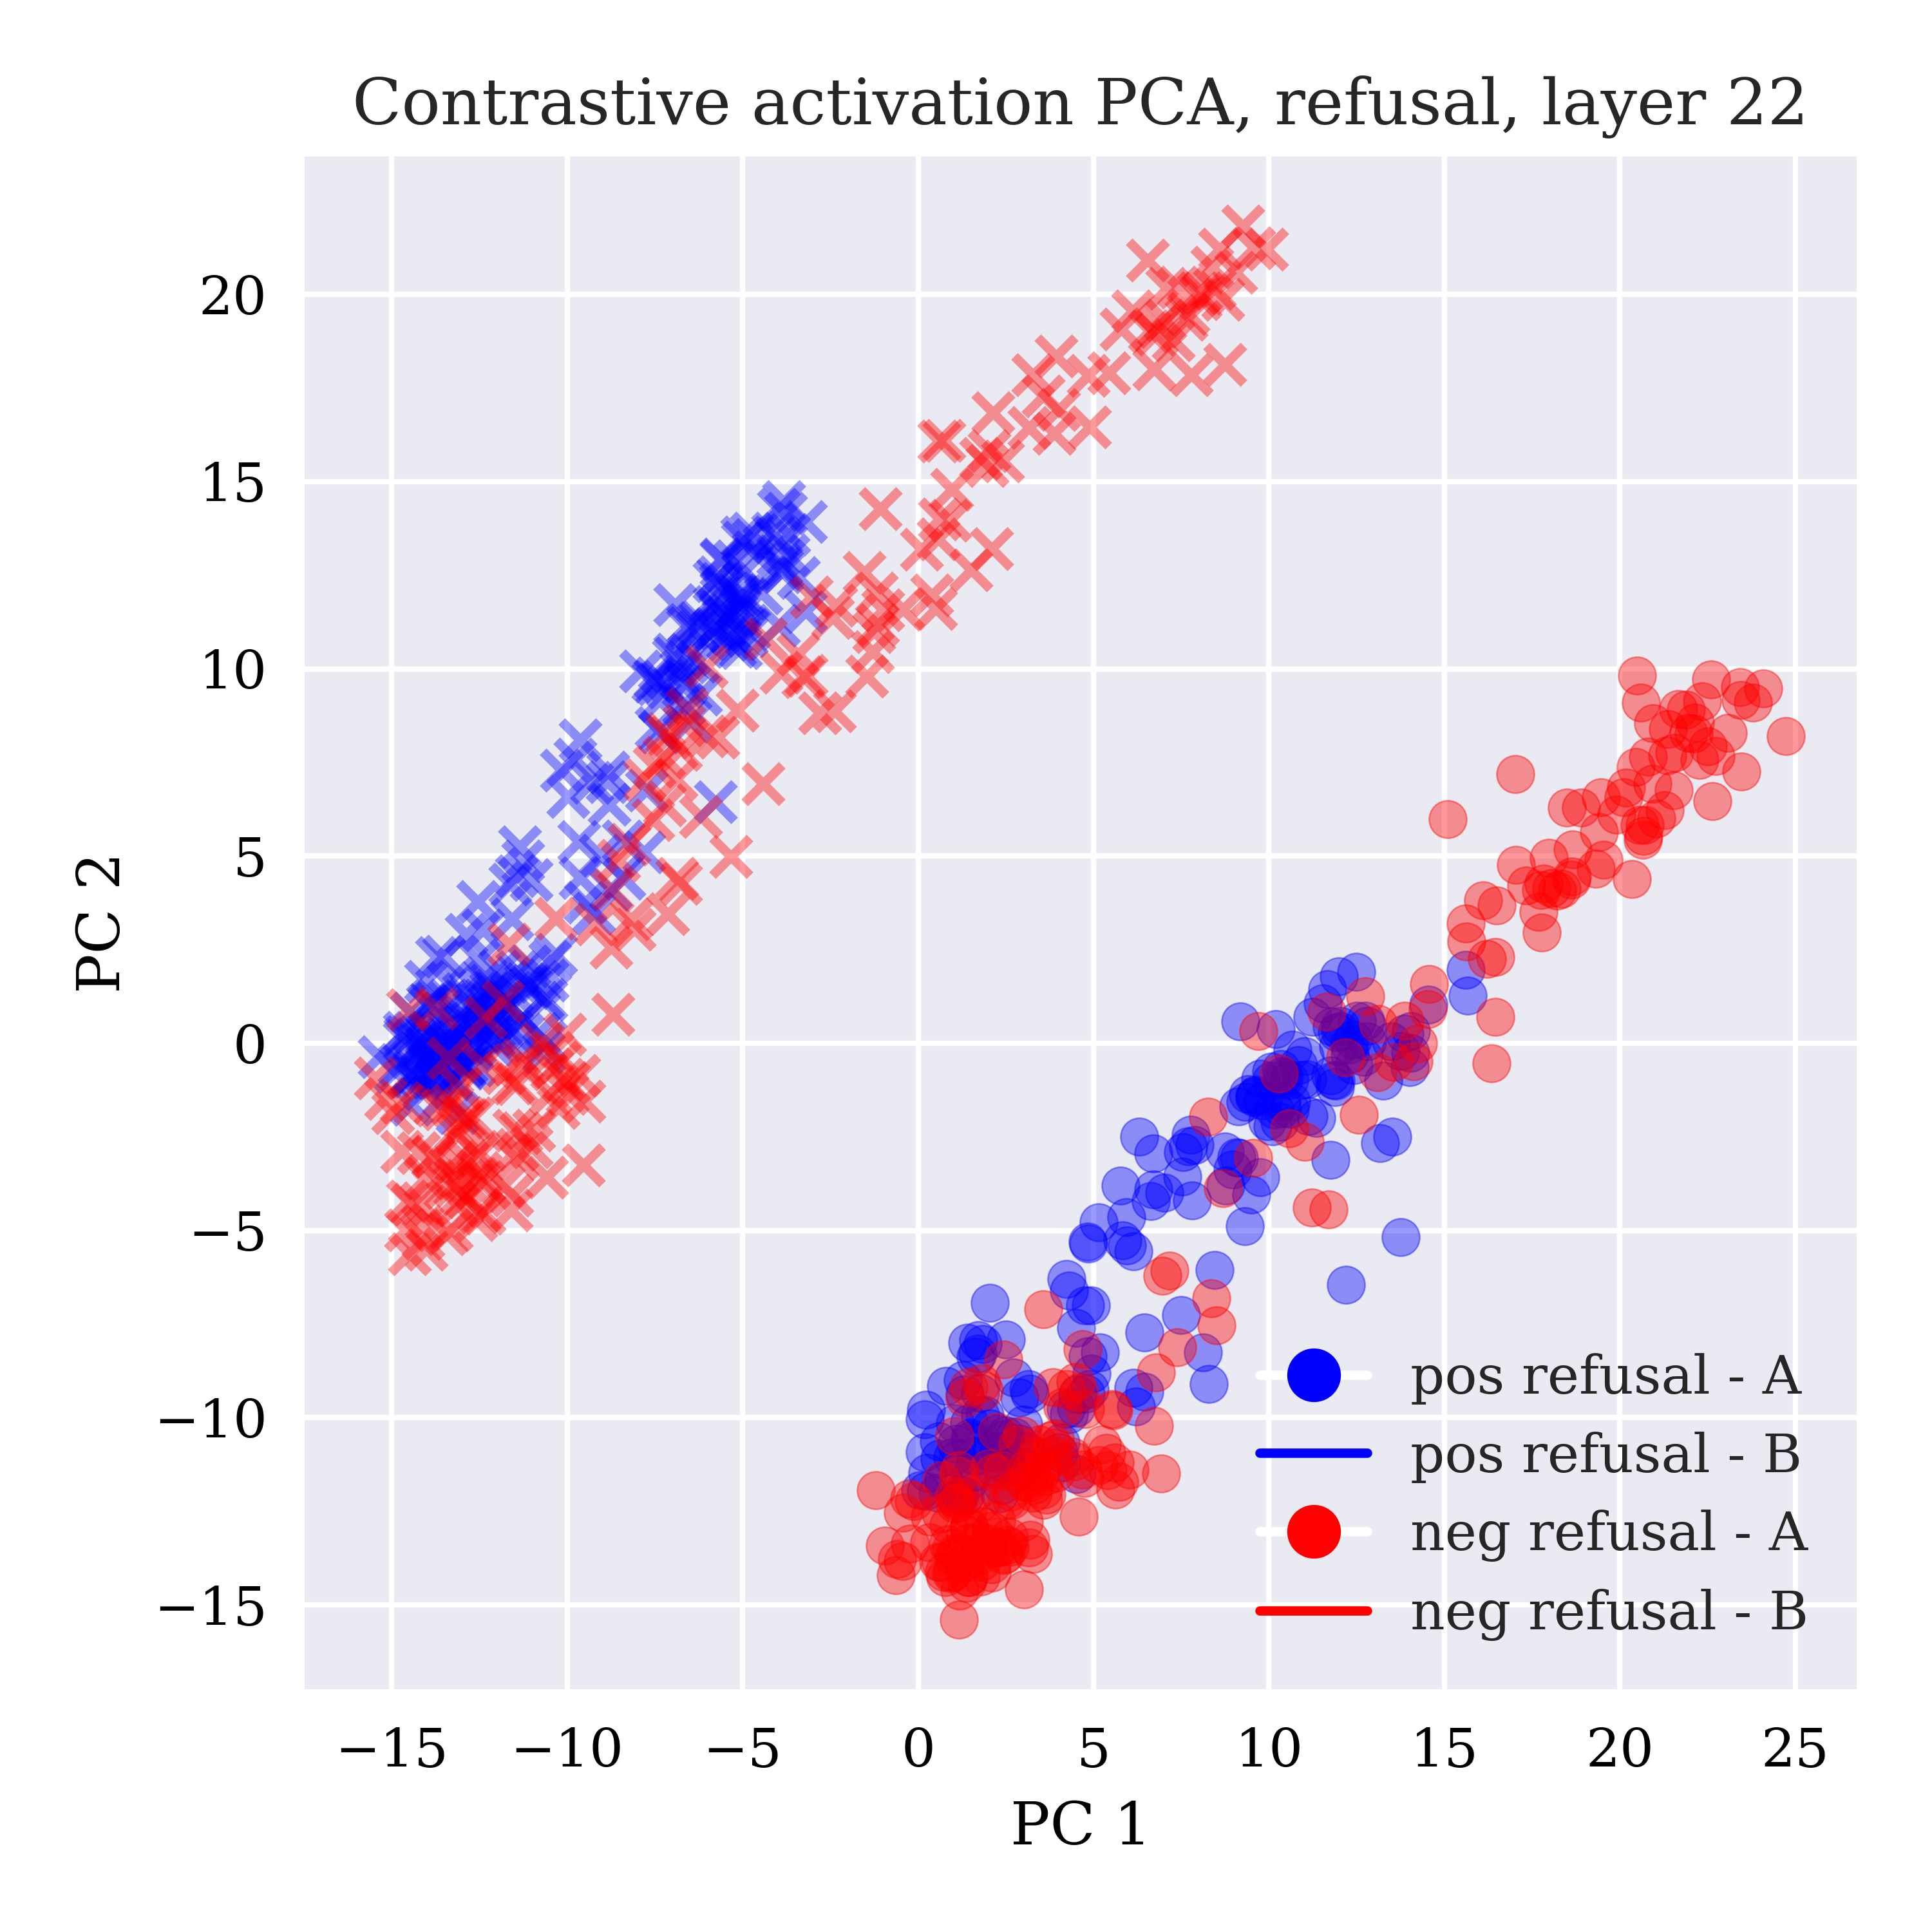 Contrastive activation PCA, refusal, layer 22
PC 2
20
15
10
5
0
−5
−10
−15
pos refusal - A
pos refusal - B
neg refusal - A
neg refusal - B
−15 −10 −5 0 5 10 15 20 25
PC 1